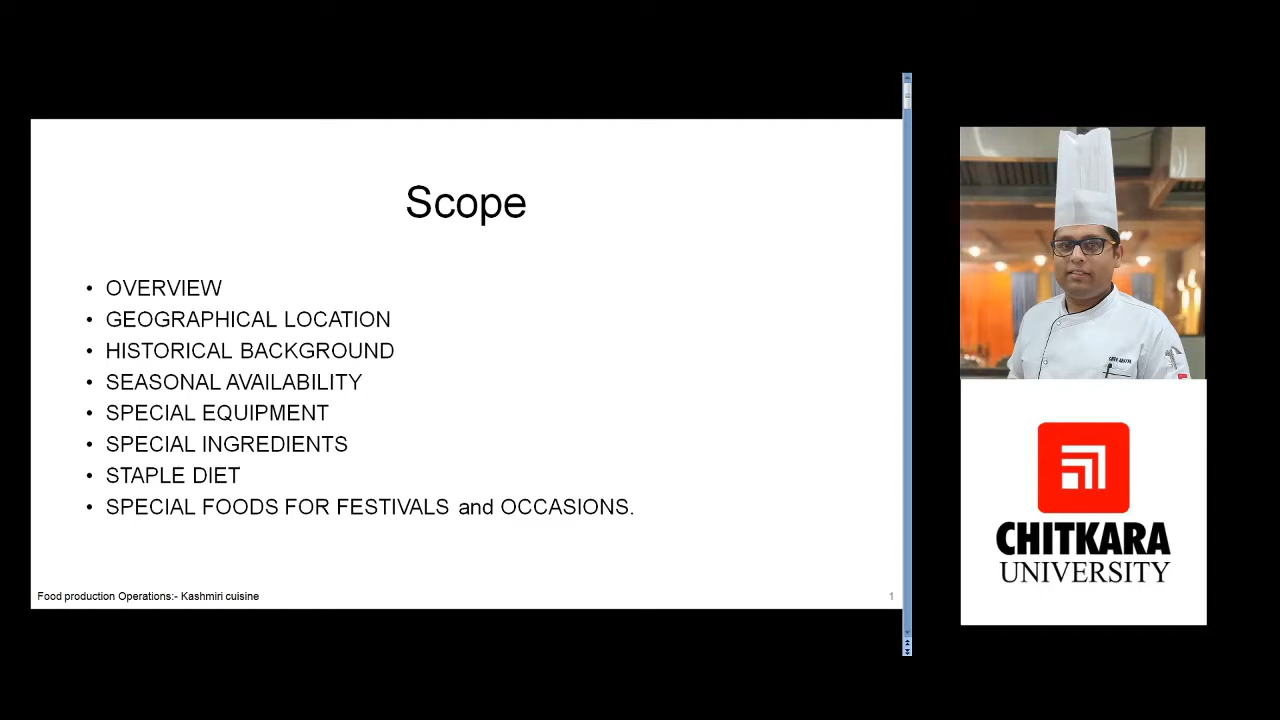 Scope
• OVERVIEW
• GEOGRAPHICAL LOCATION
• HISTORICAL BACKGROUND
• SEASONAL AVAILABILITY
• SPECIAL EQUIPMENT
• SPECIAL INGREDIENTS
• STAPLE DIET
• SPECIAL FOODS FOR FESTIVALS and OCCASIONS.
Food production Operations:- Kashmiri cuisine
1
CHITKARA
UNIVERSITY